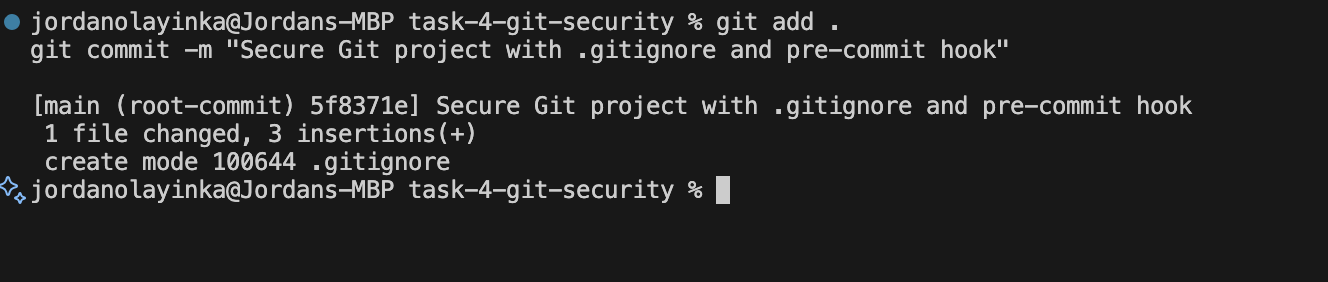 jordanolayinka@Jordans-MBP task-4-git-security % git add .
git commit -m "Secure Git project with .gitignore and pre-commit hook"
[main (root-commit) 5f8371e] Secure Git project with .gitignore and pre-commit hook
1 file changed, 3 insertions(+)
create mode 100644 .gitignore
jordanolayinka@Jordans-MBP task-4-git-security %